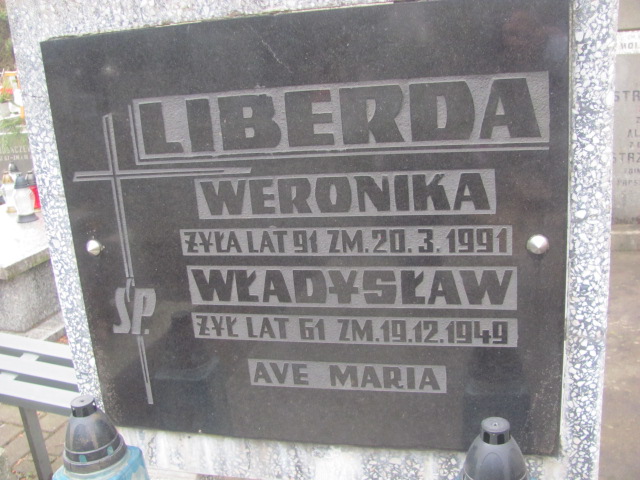 LIBERDA
WERONIKA
ŻYŁA LAT 91 ZM. 20.3.1991
ŚP.
WŁADYSŁAW
ŻYŁ LAT 61 ZM. 19.12.1949
AVE MARIA